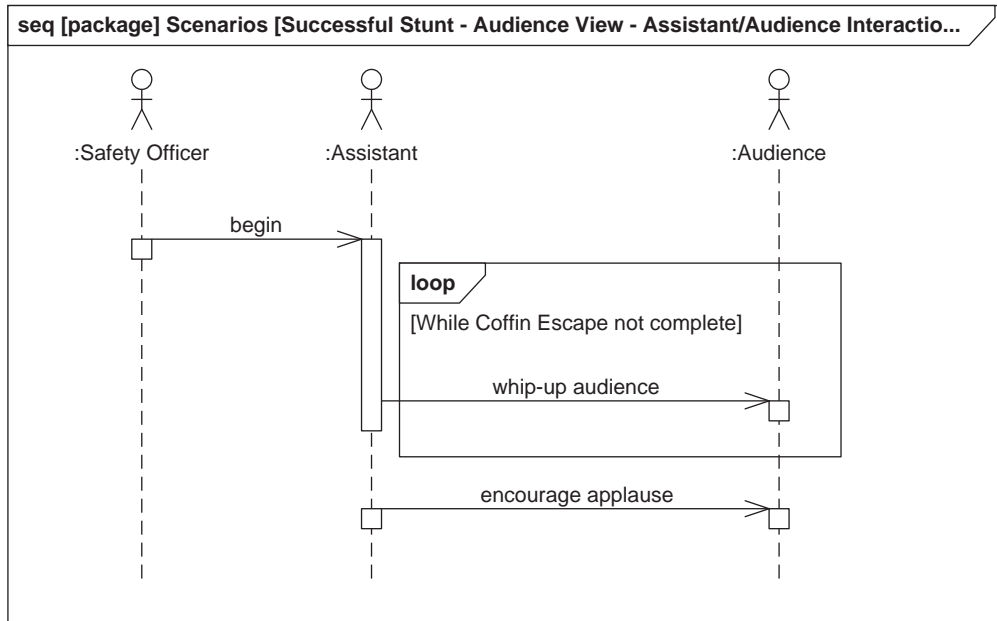 seq [package] Scenarios [Successful Stunt - Audience View - Assistant/Audience Interactio...
:Safety Officer
:Assistant
:Audience
begin
loop
[While Coffin Escape not complete]
whip-up audience
encourage applause